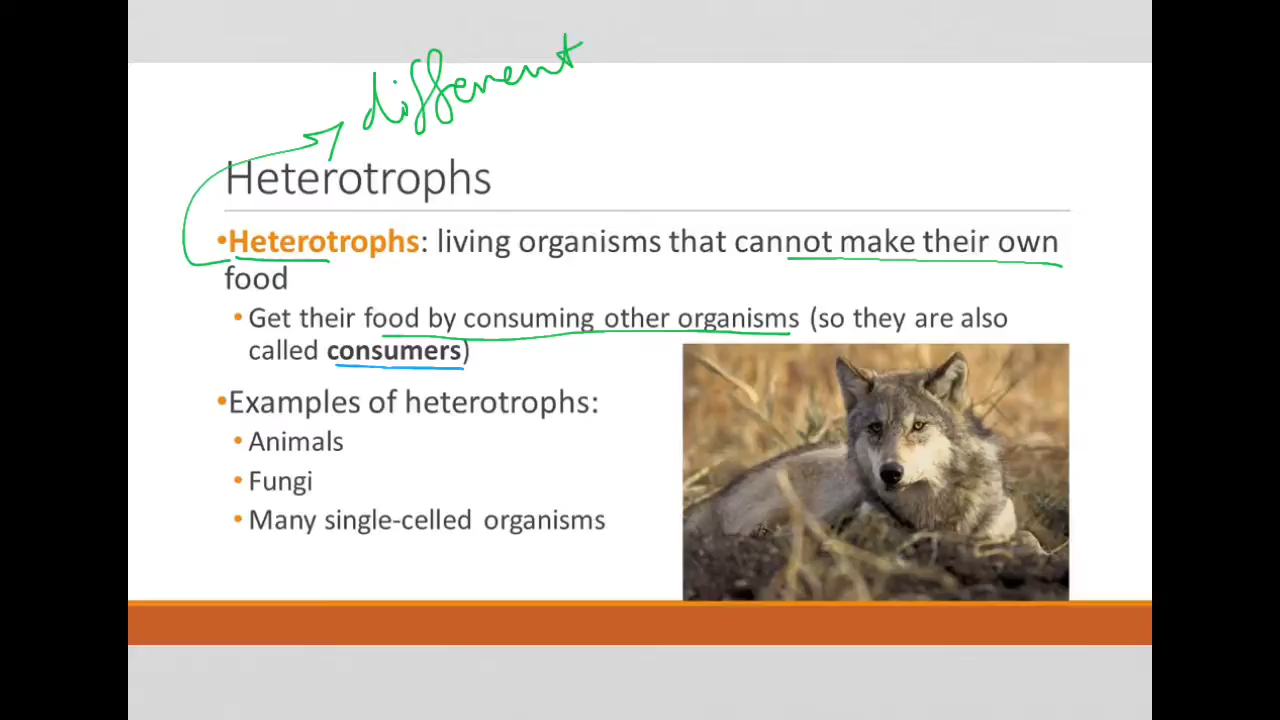 different
Heterotrophs
•Heterotrophs: living organisms that cannot make their own
food
• Get their food by consuming other organisms (so they are also
called consumers)
•Examples of heterotrophs:
• Animals
• Fungi
• Many single-celled organisms